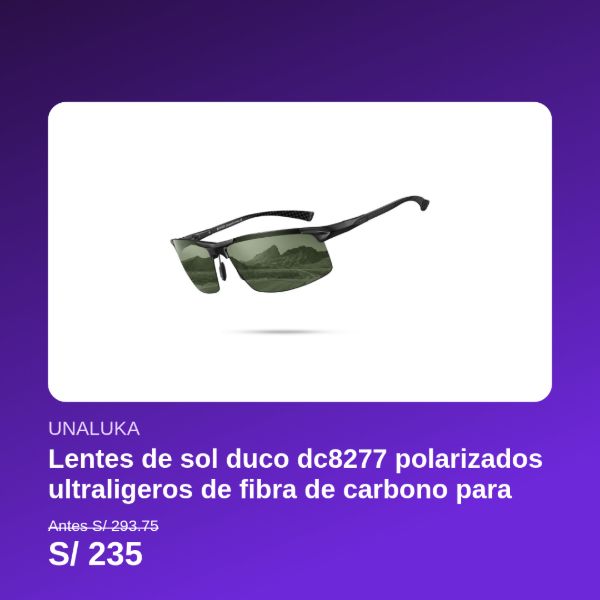 UNALUKA
Lentes de sol duco dc8277 polarizados
ultraligeros de fibra de carbono para
Antes S/ 293.75
S/ 235